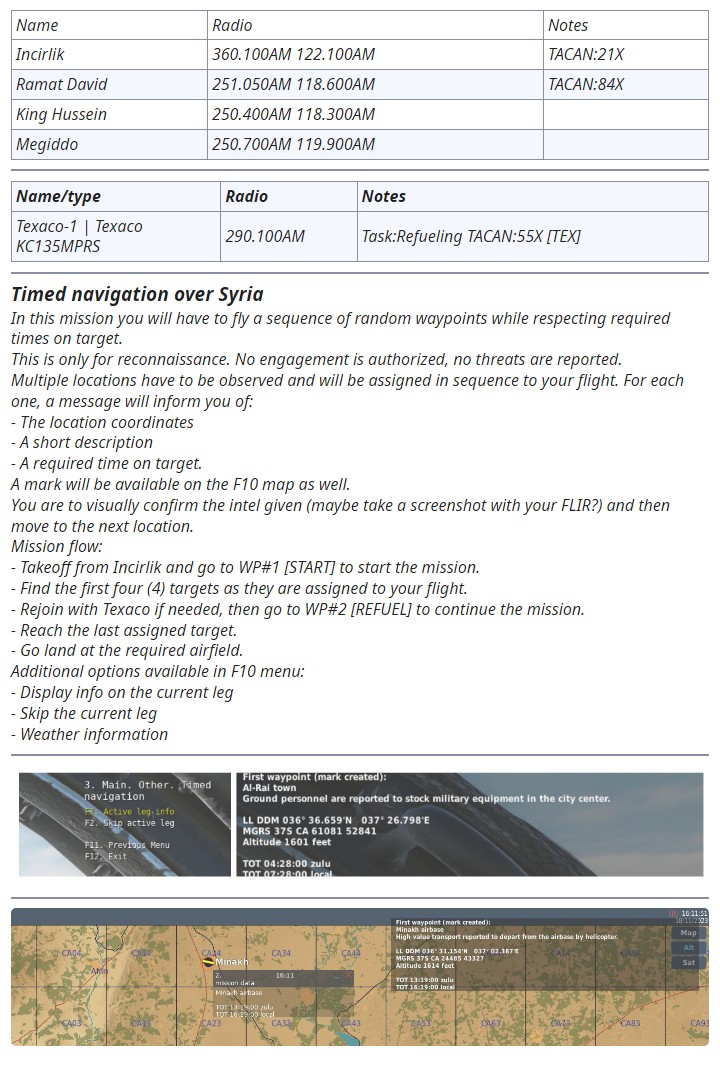 Name Radio Notes
Incirlik 360.100AM 122.100AM TACAN:21X
Ramat David 251.050AM 118.600AM TACAN:84X
King Hussein 250.400AM 118.300AM
Megiddo 250.700AM 119.900AM
Name/type Radio Notes
Texaco-1 | Texaco
KC135MPRS 290.100AM Task:Refueling TACAN:55X [TEX]
Timed navigation over Syria
In this mission you will have to fly a sequence of random waypoints while respecting required
times on target.
This is only for reconnaissance. No engagement is authorized, no threats are reported.
Multiple locations have to be observed and will be assigned in sequence to your flight. For each
one, a message will inform you of:
- The location coordinates
- A short description
- A required time on target.
A mark will be available on the F10 map as well.
You are to visually confirm the intel given (maybe take a screenshot with your FLIR?) and then
move to the next location.
Mission flow:
- Takeoff from Incirlik and go to WP#1 [START] to start the mission.
- Find the first four (4) targets as they are assigned to your flight.
- Rejoin with Texaco if needed, then go to WP#2 [REFUEL] to continue the mission.
- Reach the last assigned target.
- Go land at the required airfield.
Additional options available in F10 menu:
- Display info on the current leg
- Skip the current leg
- Weather information
3. Main. Other. Timed
navigation
F1. Active leg info
F2. Skip active leg
F11. Previous Menu
F12. Exit
First waypoint (mark created):
Al-Rai town
Ground personnel are reported to stock military equipment in the city center.
LL DDM 036° 36.659'N 037° 26.798'E
MGRS 37S CA 61081 52841
Altitude 1601 feet
TOT 04:28:00 zulu
TOT 07:28:00 local
16:11:51
First waypoint (mark created):
Minakh airbase
High value transport reported to depart from the airbase by helicopter.
LL DDM 036° 31.154'N 037° 02.387'E
MGRS 37S CA 24485 43327
Altitude 1614 feet
TOT 13:19:00 zulu
TOT 16:19:00 local
Map
Alt
Sat
CA04 CA14 CA24 CA34 CA44
Afrin
Minakh
2. 16:11
mission data
Minakh airbase
TOT 13:19:00 zulu
TOT 16:19:00 local
CA03 CA13 CA23 CA33 CA43 CA53 CA63 CA73 CA83 CA93